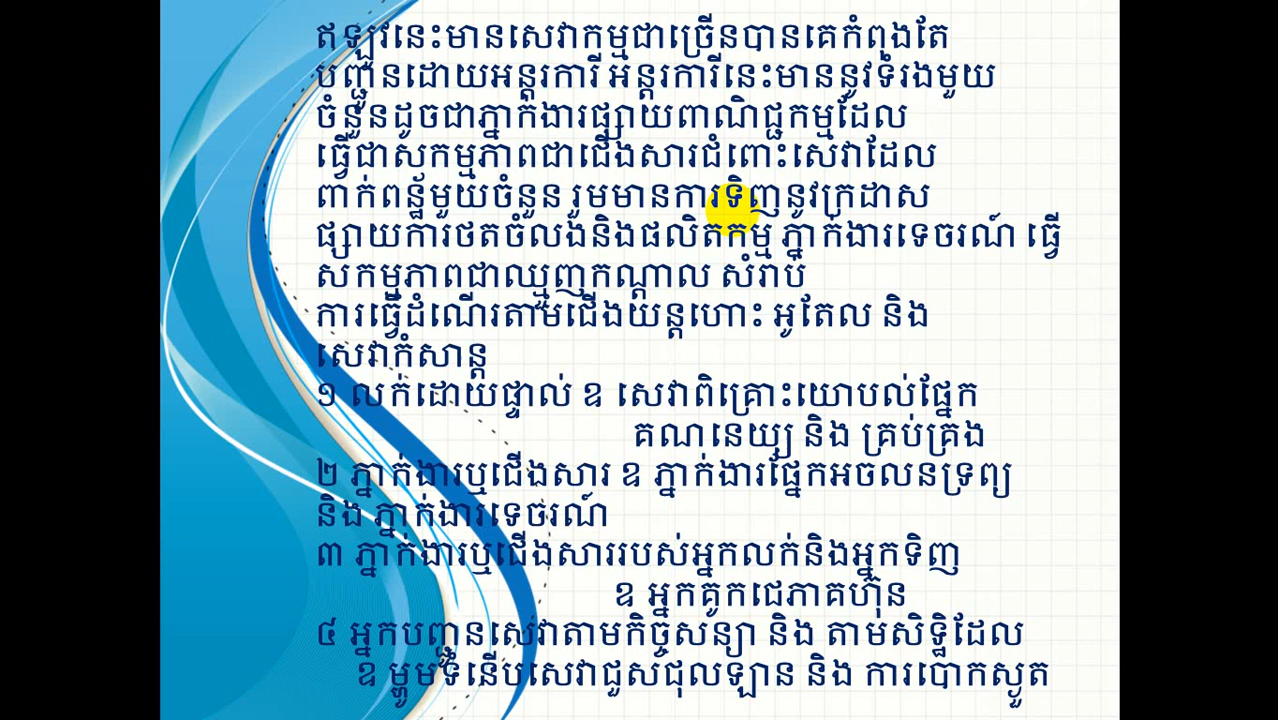 ឥឡូវនេះមានសេវាកម្មជាច្រើនបានគេកំពុងតែ
បញ្ជូនដោយអន្តរការី អន្តរការីនេះមាននូវទំរងមួយ
ចំនួនដូចជាភ្នាក់ងារផ្សាយពាណិជ្ជកម្មដែល
ធ្វើជាសកម្មភាពជាជើងសារជំពោះសេវាដែល
ពាក់ពន្ឋ័មួយចំនួន រួមមានការទិញនូវក្រដាស
ផ្សាយការថតចំលងនិងផលិតកម្ម ភ្នាក់ងារទេចរណ៍ ធ្វើ
សកម្មភាពជាឈ្មួញកណ្តាល សំរាប់
ការធ្វើដំណើរតាមជើងយន្តហោះ អូតែល និង
សេវាកំសាន្ត
១ លក់ដោយផ្ទាល់ ឧ សេវាពិគ្រោះយោបល់ផ្នែក
គណនេយ្យ និង គ្រប់គ្រង
២ ភ្នាក់ងារឬជើងសារ ឧ ភ្នាក់ងារផ្នែកអចលនទ្រព្យ
និង ភ្នាក់ងារទេចរណ៍
៣ ភ្នាក់ងារឬជើងសាររបស់អ្នកលក់និងអ្នកទិញ
ឧ អ្នកគូកជេភាគហ៊ុន
៤ អ្នកបញ្ជូនសេវាតាមកិច្ចសន្យា និង តាមសិទ្ឋិដែល
ឧ ម្ហូមទំនើបសេវាជួសជុលឡាន និង ការបោកស្ងួត